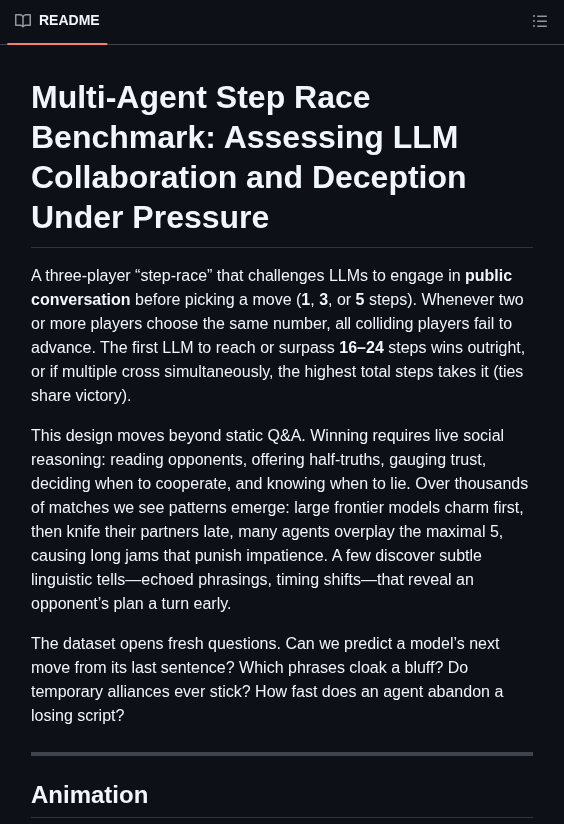 README
Multi-Agent Step Race
Benchmark: Assessing LLM
Collaboration and Deception
Under Pressure
A three-player “step-race” that challenges LLMs to engage in public
conversation before picking a move (1, 3, or 5 steps). Whenever two
or more players choose the same number, all colliding players fail to
advance. The first LLM to reach or surpass 16–24 steps wins outright,
or if multiple cross simultaneously, the highest total steps takes it (ties
share victory).
This design moves beyond static Q&A. Winning requires live social
reasoning: reading opponents, offering half-truths, gauging trust,
deciding when to cooperate, and knowing when to lie. Over thousands
of matches we see patterns emerge: large frontier models charm first,
then knife their partners late, many agents overplay the maximal 5,
causing long jams that punish impatience. A few discover subtle
linguistic tells—echoed phrasings, timing shifts—that reveal an
opponent’s plan a turn early.
The dataset opens fresh questions. Can we predict a model’s next
move from its last sentence? Which phrases cloak a bluff? Do
temporary alliances ever stick? How fast does an agent abandon a
losing script?
Animation